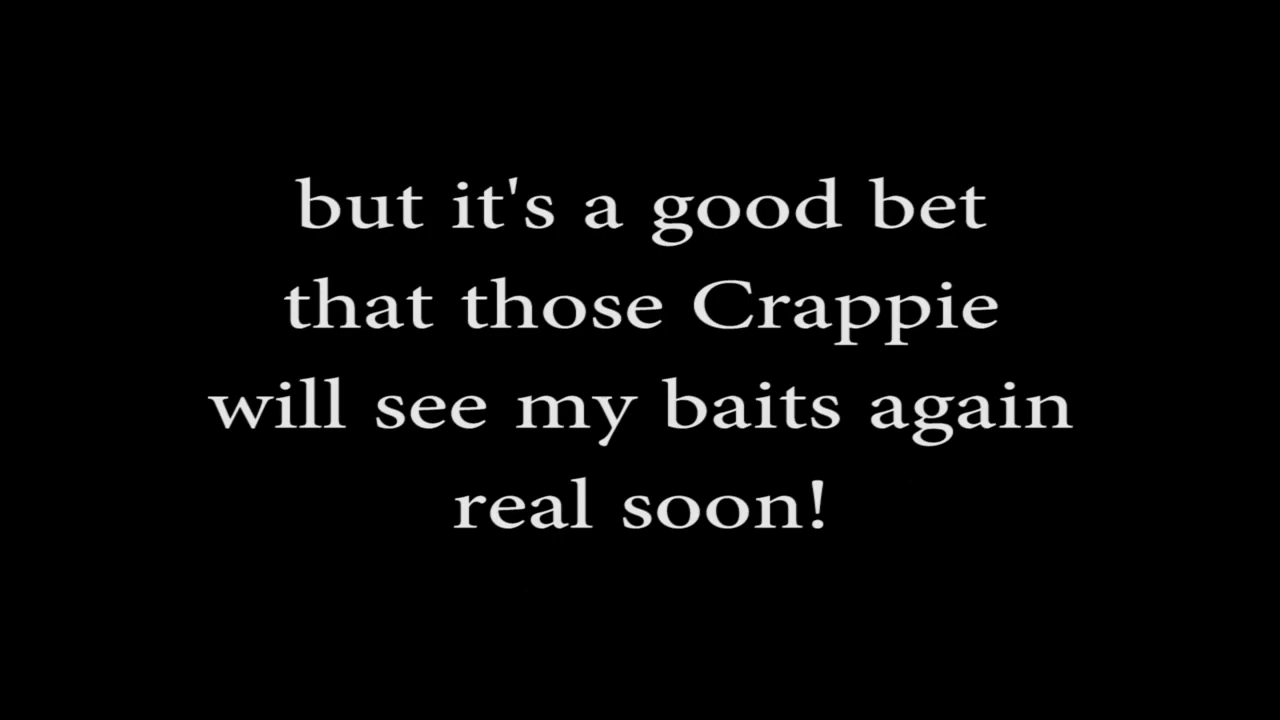 but it's a good bet
that those Crappie
will see my baits again
real soon!